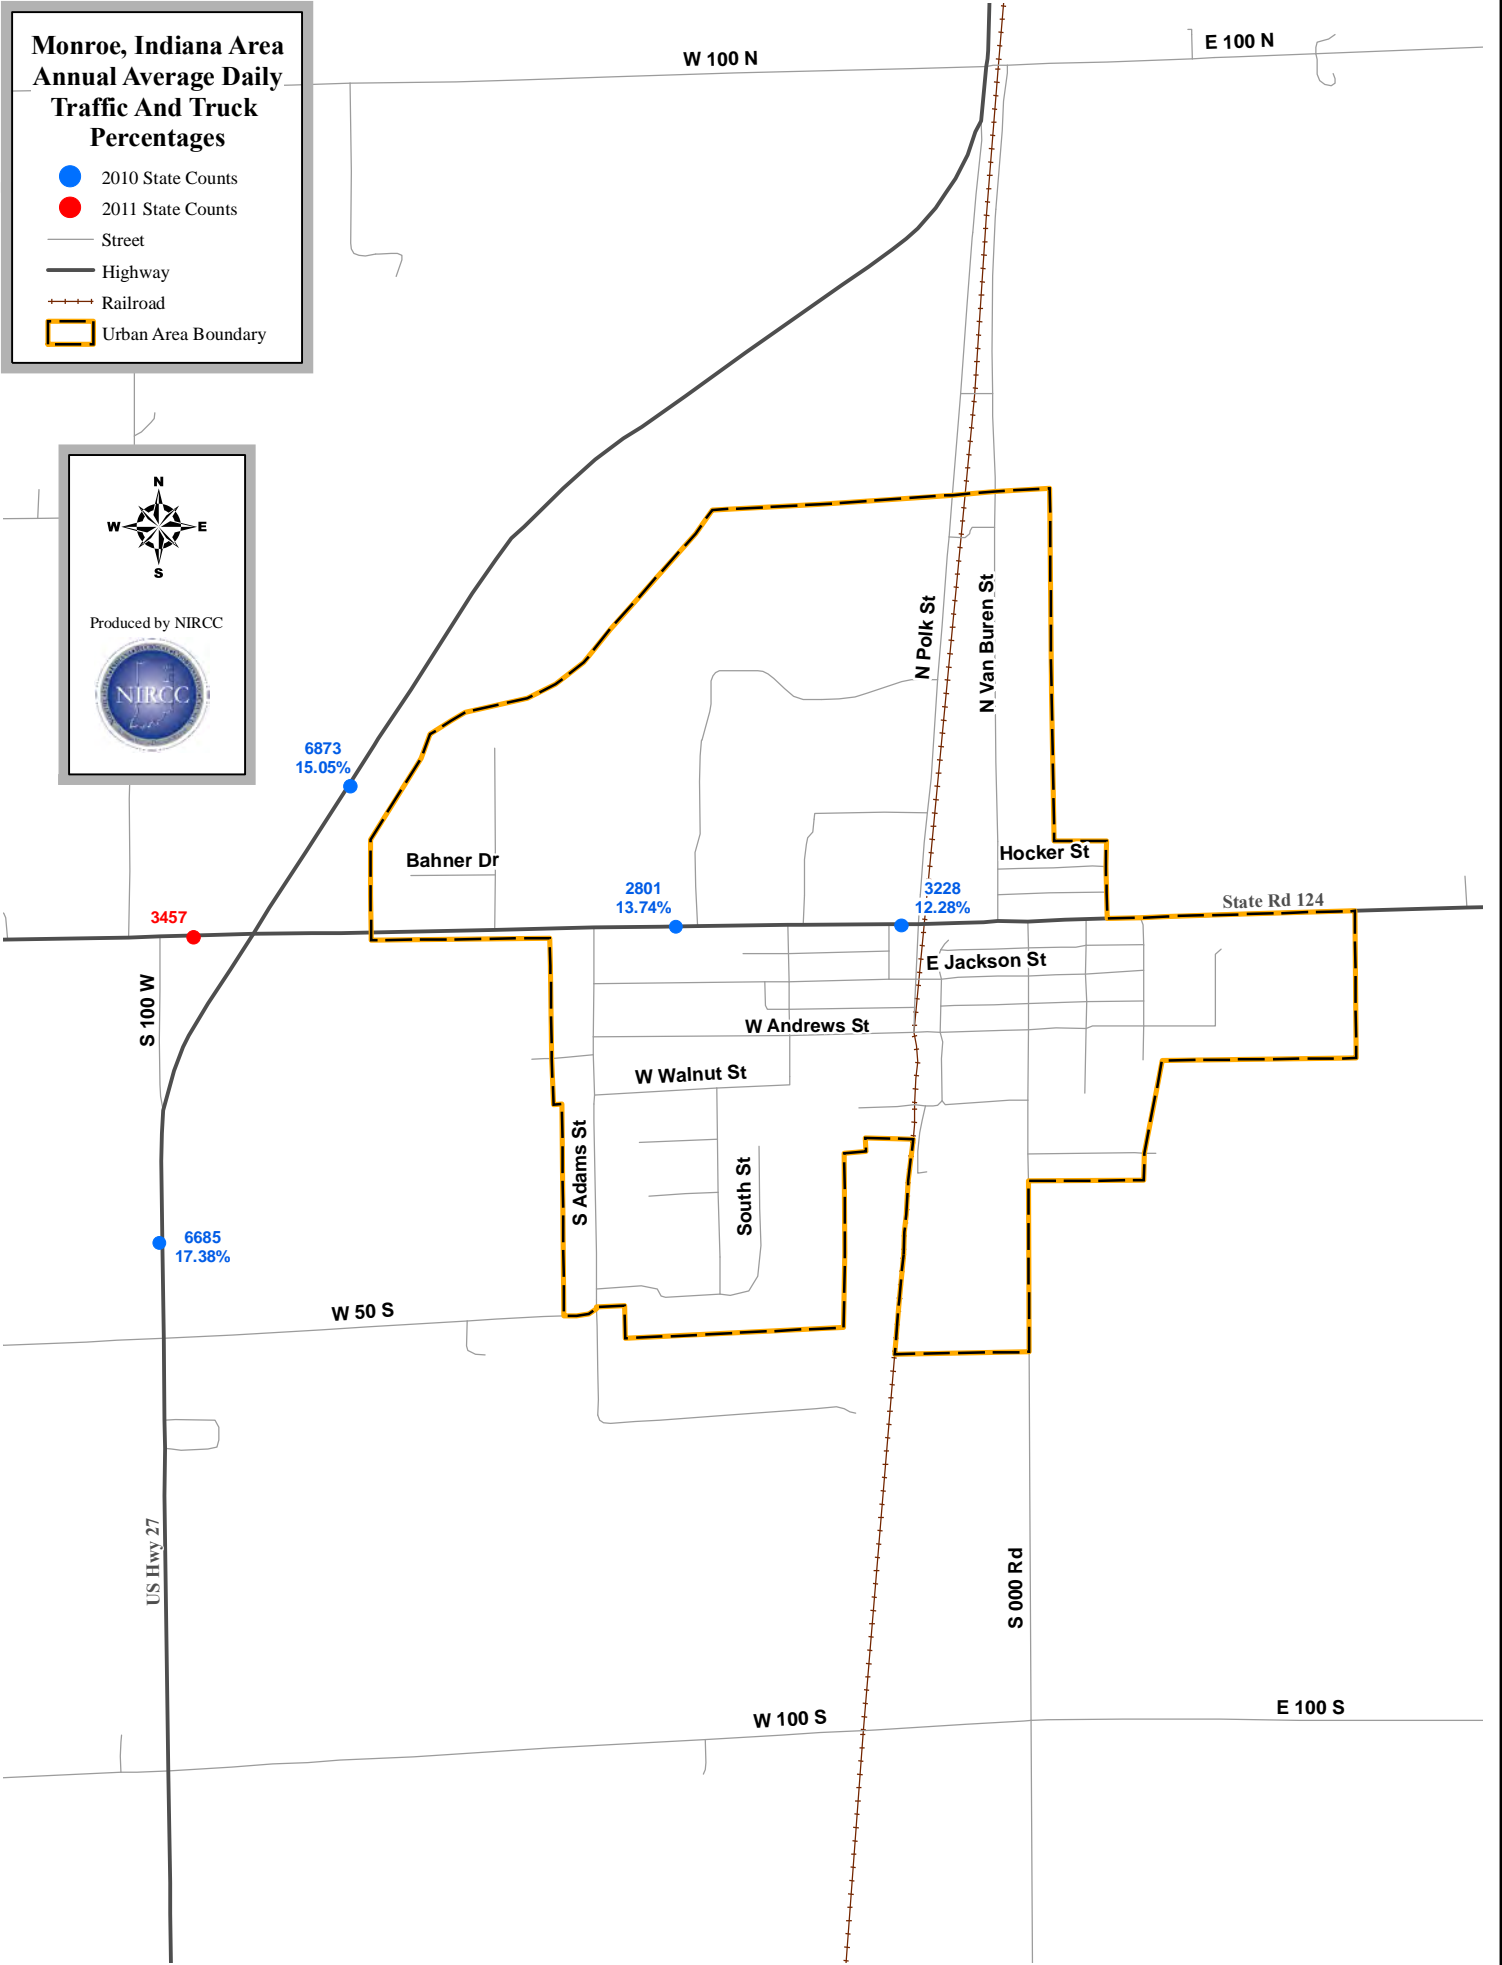 Monroe, Indiana Area
Annual Average Daily
Traffic And Truck
Percentages
2010 State Counts
2011 State Counts
Street
Highway
Railroad
Urban Area Boundary
N
W
E
S
Produced by NIRCC
NIRCC
W 100 N
E 100 N
N Polk St
N Van Buren St
6873
15.05%
Bahner Dr
Hocker St
2801
13.74%
3228
12.28%
State Rd 124
3457
E Jackson St
S 100 W
W Andrews St
W Walnut St
S Adams St
South St
6685
17.38%
W 50 S
US Hwy 27
S 000 Rd
W 100 S
E 100 S